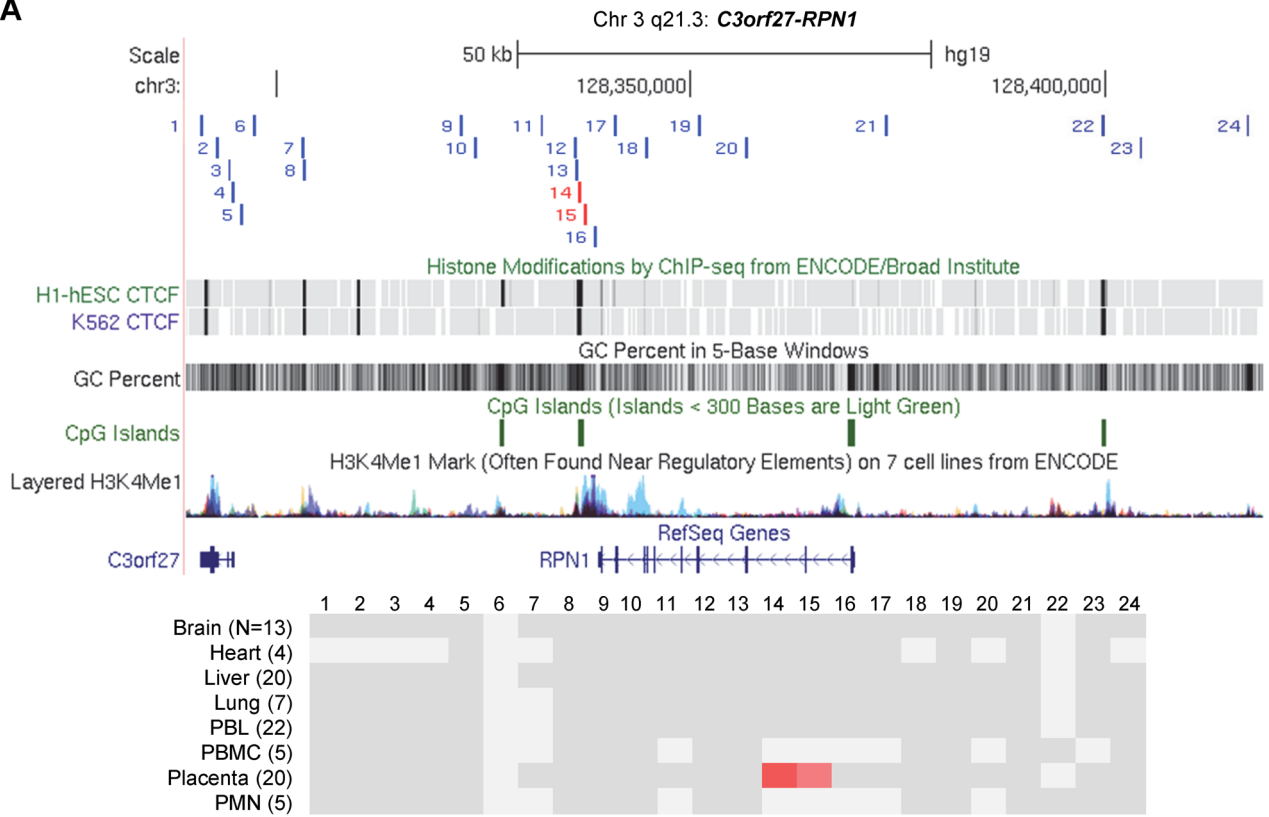 A
Chr 3 q21.3: C3orf27-RPN1
Scale 50 kb hg19
chr3: 128,350,000 128,400,000
1 6 9 11 17 19 21 22 24
2 7 10 12 18 20 23
3 8 13
4 14
5 15
16
Histone Modifications by ChIP-seq from ENCODE/Broad Institute
H1-hESC CTCF
K562 CTCF
GC Percent in 5-Base Windows
GC Percent
CpG Islands (Islands < 300 Bases are Light Green)
CpG Islands
H3K4Me1 Mark (Often Found Near Regulatory Elements) on 7 cell lines from ENCODE
Layered H3K4Me1
RefSeq Genes
C3orf27 RPN1
1 2 3 4 5 6 7 8 9 10 11 12 13 14 15 16 17 18 19 20 21 22 23 24
Brain (N=13)
Heart (4)
Liver (20)
Lung (7)
PBL (22)
PBMC (5)
Placenta (20)
PMN (5)